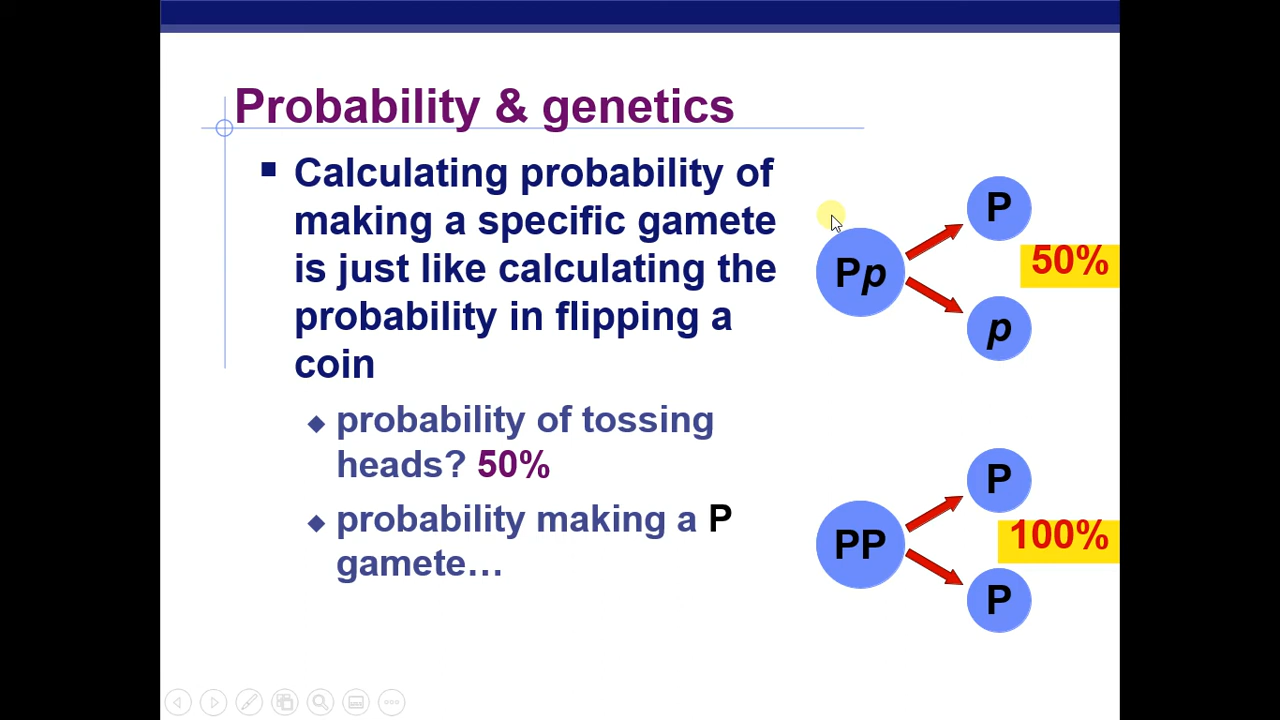 Probability & genetics
Calculating probability of
making a specific gamete
is just like calculating the
probability in flipping a
coin
probability of tossing
heads? 50%
probability making a P
gamete…
P
Pp
50%
p
P
PP
100%
P